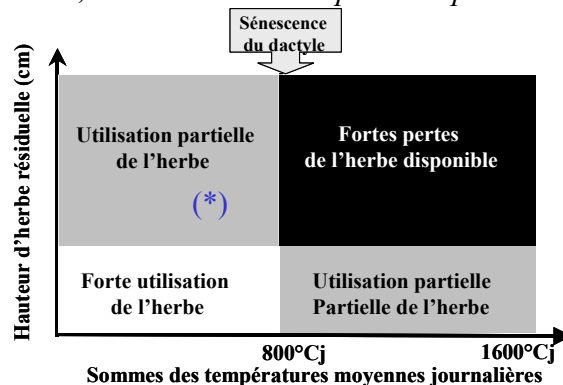 Sénescence
du dactyle
Hauteur d'herbe résiduelle (cm)
Utilisation partielle
de l'herbe
(*)
Fortes pertes
de l'herbe disponible
Forte utilisation
de l'herbe
Utilisation partielle
Partielle de l'herbe
800°Cj
1600°Cj
Sommes des températures moyennes journalières